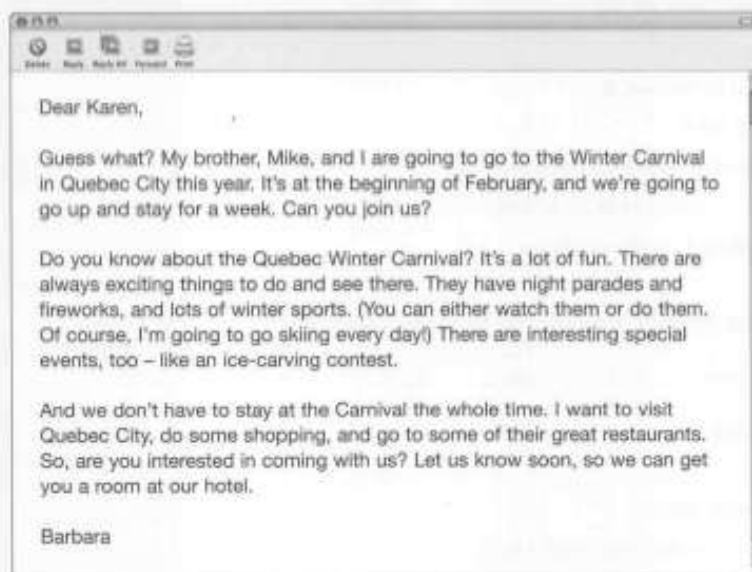 Delete Reply Reply All Forward Print
Dear Karen,
Guess what? My brother, Mike, and I are going to go to the Winter Carnival
in Quebec City this year. It's at the beginning of February, and we're going to
go up and stay for a week. Can you join us?
Do you know about the Quebec Winter Carnival? It's a lot of fun. There are
always exciting things to do and see there. They have night parades and
fireworks, and lots of winter sports. (You can either watch them or do them.
Of course, I'm going to go skiing every day!) There are interesting special
events, too – like an ice-carving contest.
And we don't have to stay at the Carnival the whole time. I want to visit
Quebec City, do some shopping, and go to some of their great restaurants.
So, are you interested in coming with us? Let us know soon, so we can get
you a room at our hotel.
Barbara